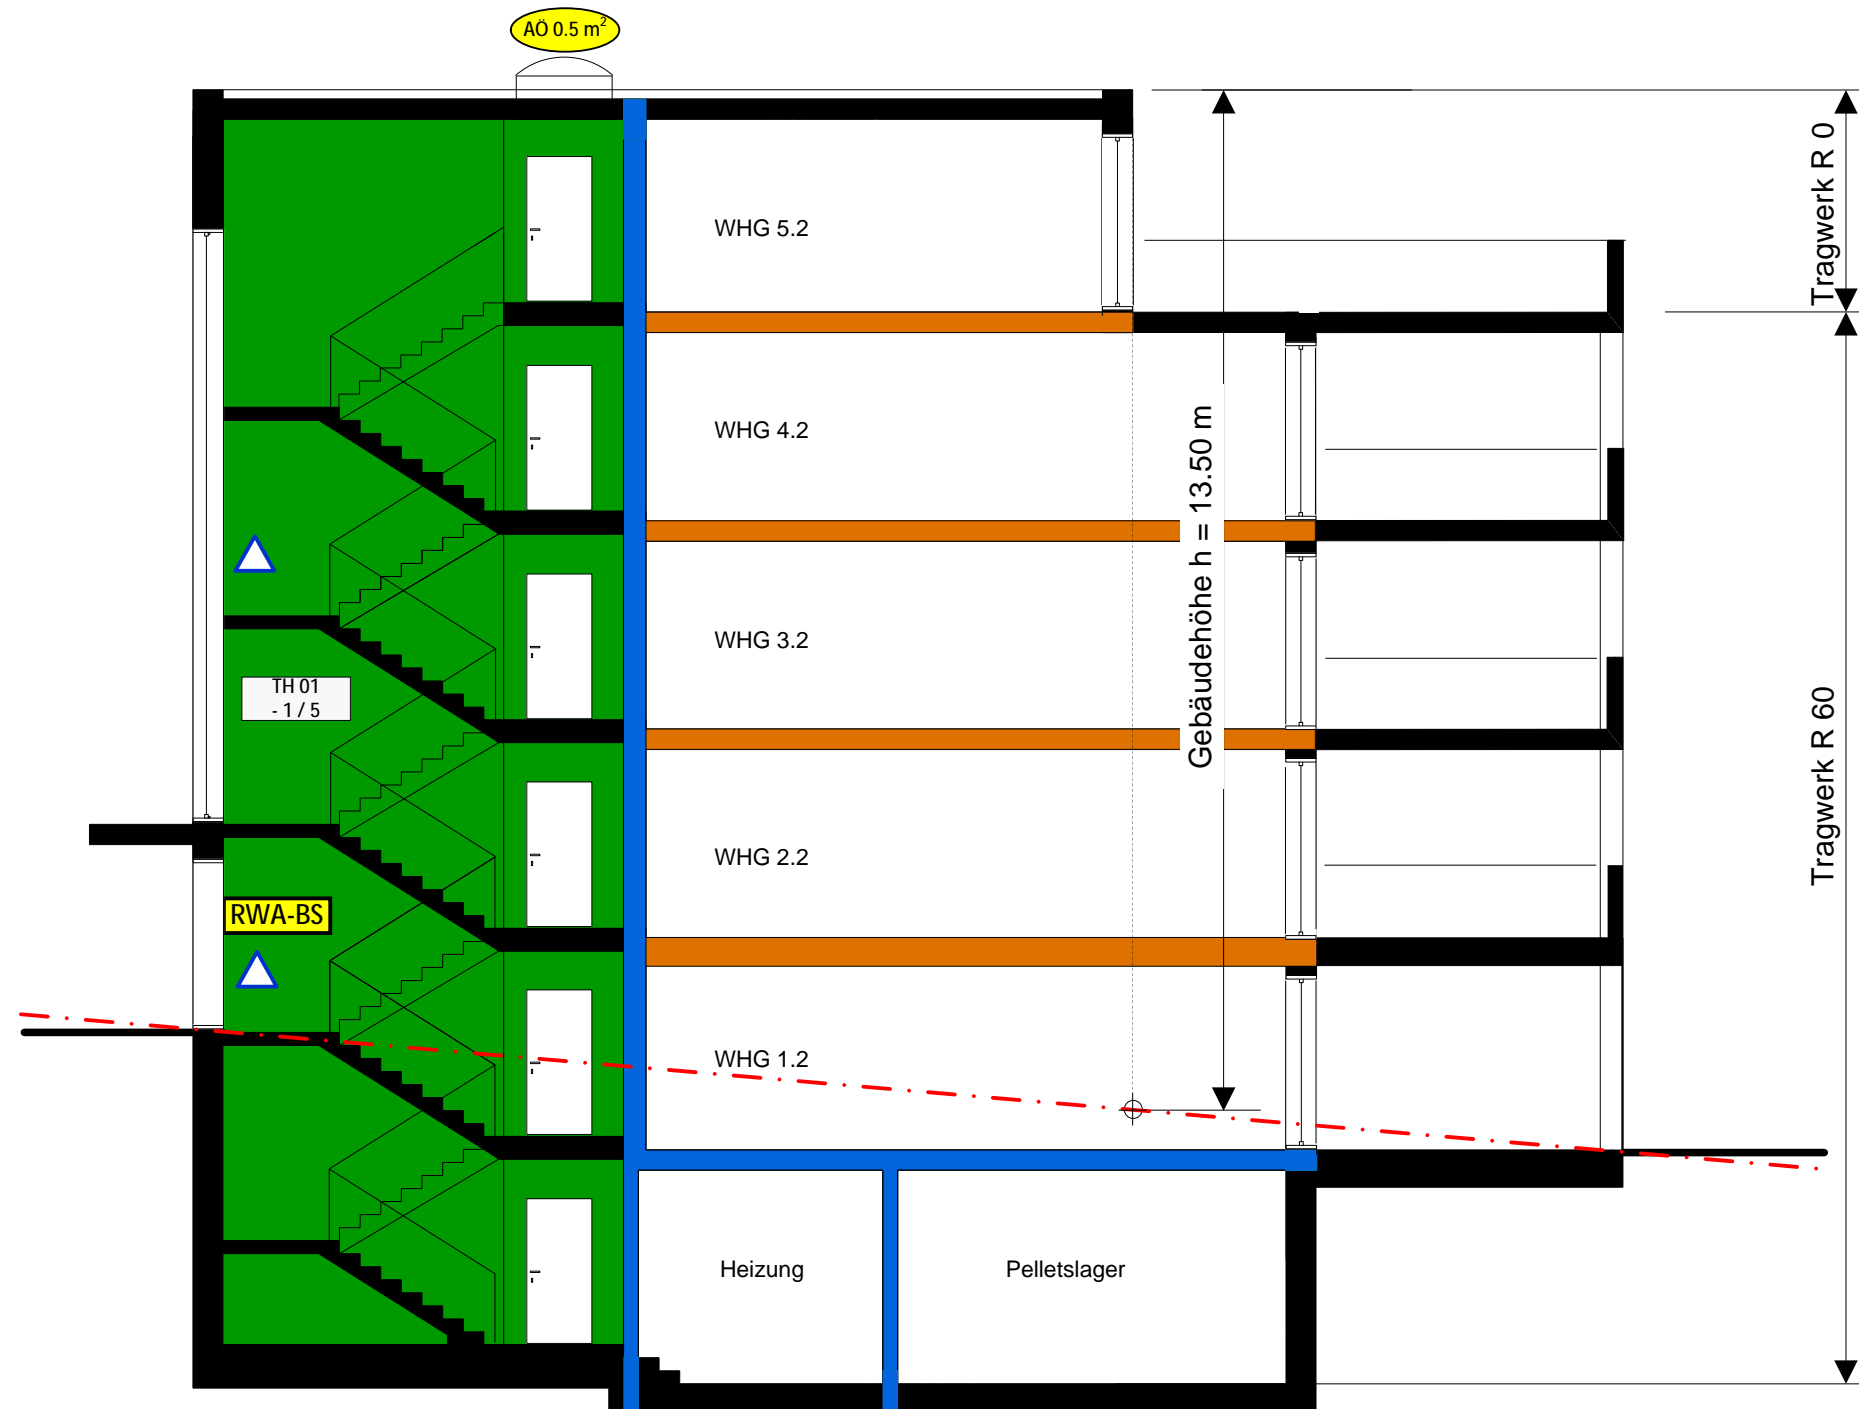 AÖ 0.5 m²
Tragwerk R 0
WHG 5.2
WHG 4.2
Gebäudehöhe h = 13.50 m
WHG 3.2
TH 01
- 1 / 5
Tragwerk R 60
WHG 2.2
RWA-BS
WHG 1.2
Heizung
Pelletslager